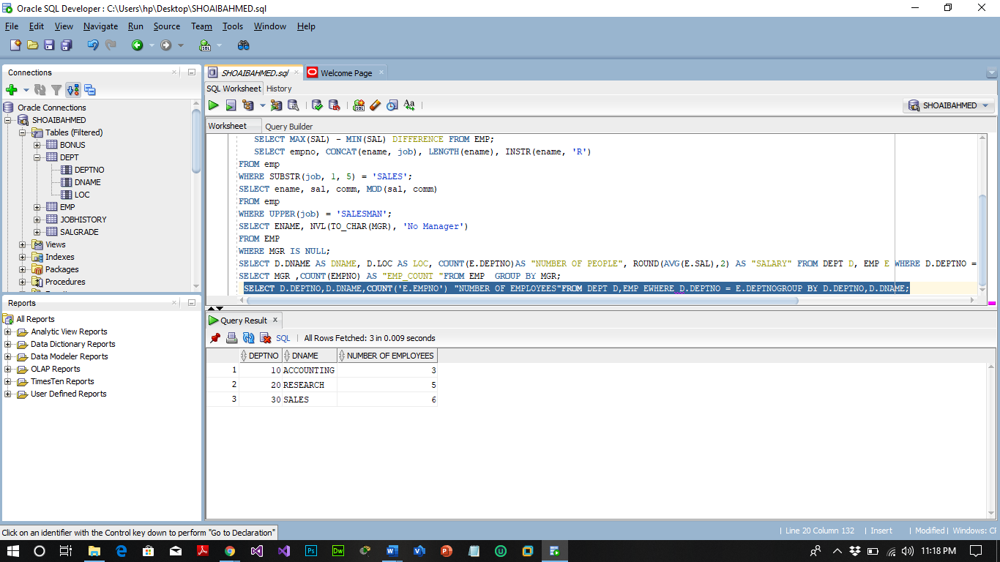 Oracle SQL Developer : C:\Users\hp\Desktop\SHOAIBAHMED.sql
File Edit View Navigate Run Source Team Tools Window Help
Connections
Oracle Connections
SHOAIBAHMED
Tables (Filtered)
BONUS
DEPT
DEPTNO
DNAME
LOC
EMP
JOBHISTORY
SALGRADE
Views
Indexes
Packages
Procedures
Reports
All Reports
Analytic View Reports
Data Dictionary Reports
Data Modeler Reports
OLAP Reports
TimesTen Reports
User Defined Reports
SHOAIBAHMED.sql Welcome Page
SQL Worksheet History
SHOAIBAHMED
Worksheet Query Builder
SELECT MAX(SAL) - MIN(SAL) DIFFERENCE FROM EMP;
SELECT empno, CONCAT(ename, job), LENGTH(ename), INSTR(ename, 'R')
FROM emp
WHERE SUBSTR(job, 1, 5) = 'SALES';
SELECT ename, sal, comm, MOD(sal, comm)
FROM emp
WHERE UPPER(job) = 'SALESMAN';
SELECT ENAME, NVL(TO_CHAR(MGR), 'No Manager')
FROM EMP
WHERE MGR IS NULL;
SELECT D.DNAME AS DNAME, D.LOC AS LOC, COUNT(E.DEPTNO)AS "NUMBER OF PEOPLE", ROUND(AVG(E.SAL),2) AS "SALARY" FROM DEPT D, EMP E WHERE D.DEPTNO =
SELECT MGR ,COUNT(EMPNO) AS "EMP_COUNT "FROM EMP  GROUP BY MGR;
SELECT D.DEPTNO,D.DNAME,COUNT('E.EMPNO') "NUMBER OF EMPLOYEES"FROM DEPT D,EMP EWHERE D.DEPTNO = E.DEPTNOGROUP BY D.DEPTNO,D.DNAME;
Query Result
SQL | All Rows Fetched: 3 in 0.009 seconds
DEPTNO DNAME NUMBER OF EMPLOYEES
1 10 ACCOUNTING 3
2 20 RESEARCH 5
3 30 SALES 6
Click on an identifier with the Control key down to perform "Go to Declaration"
| Line 20 Column 132 | Insert | Modified | Windows: CF
11:18 PM